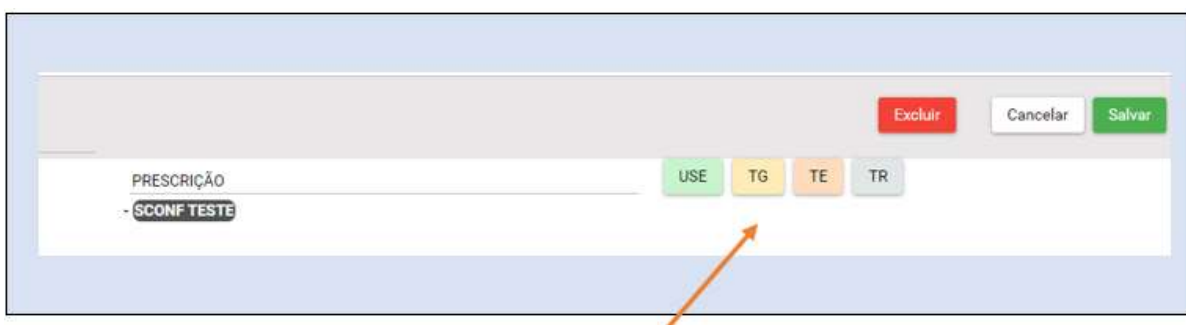 Excluir Cancelar Salvar
PRESCRIÇÃO USE TG TE TR
- SCONF TESTE